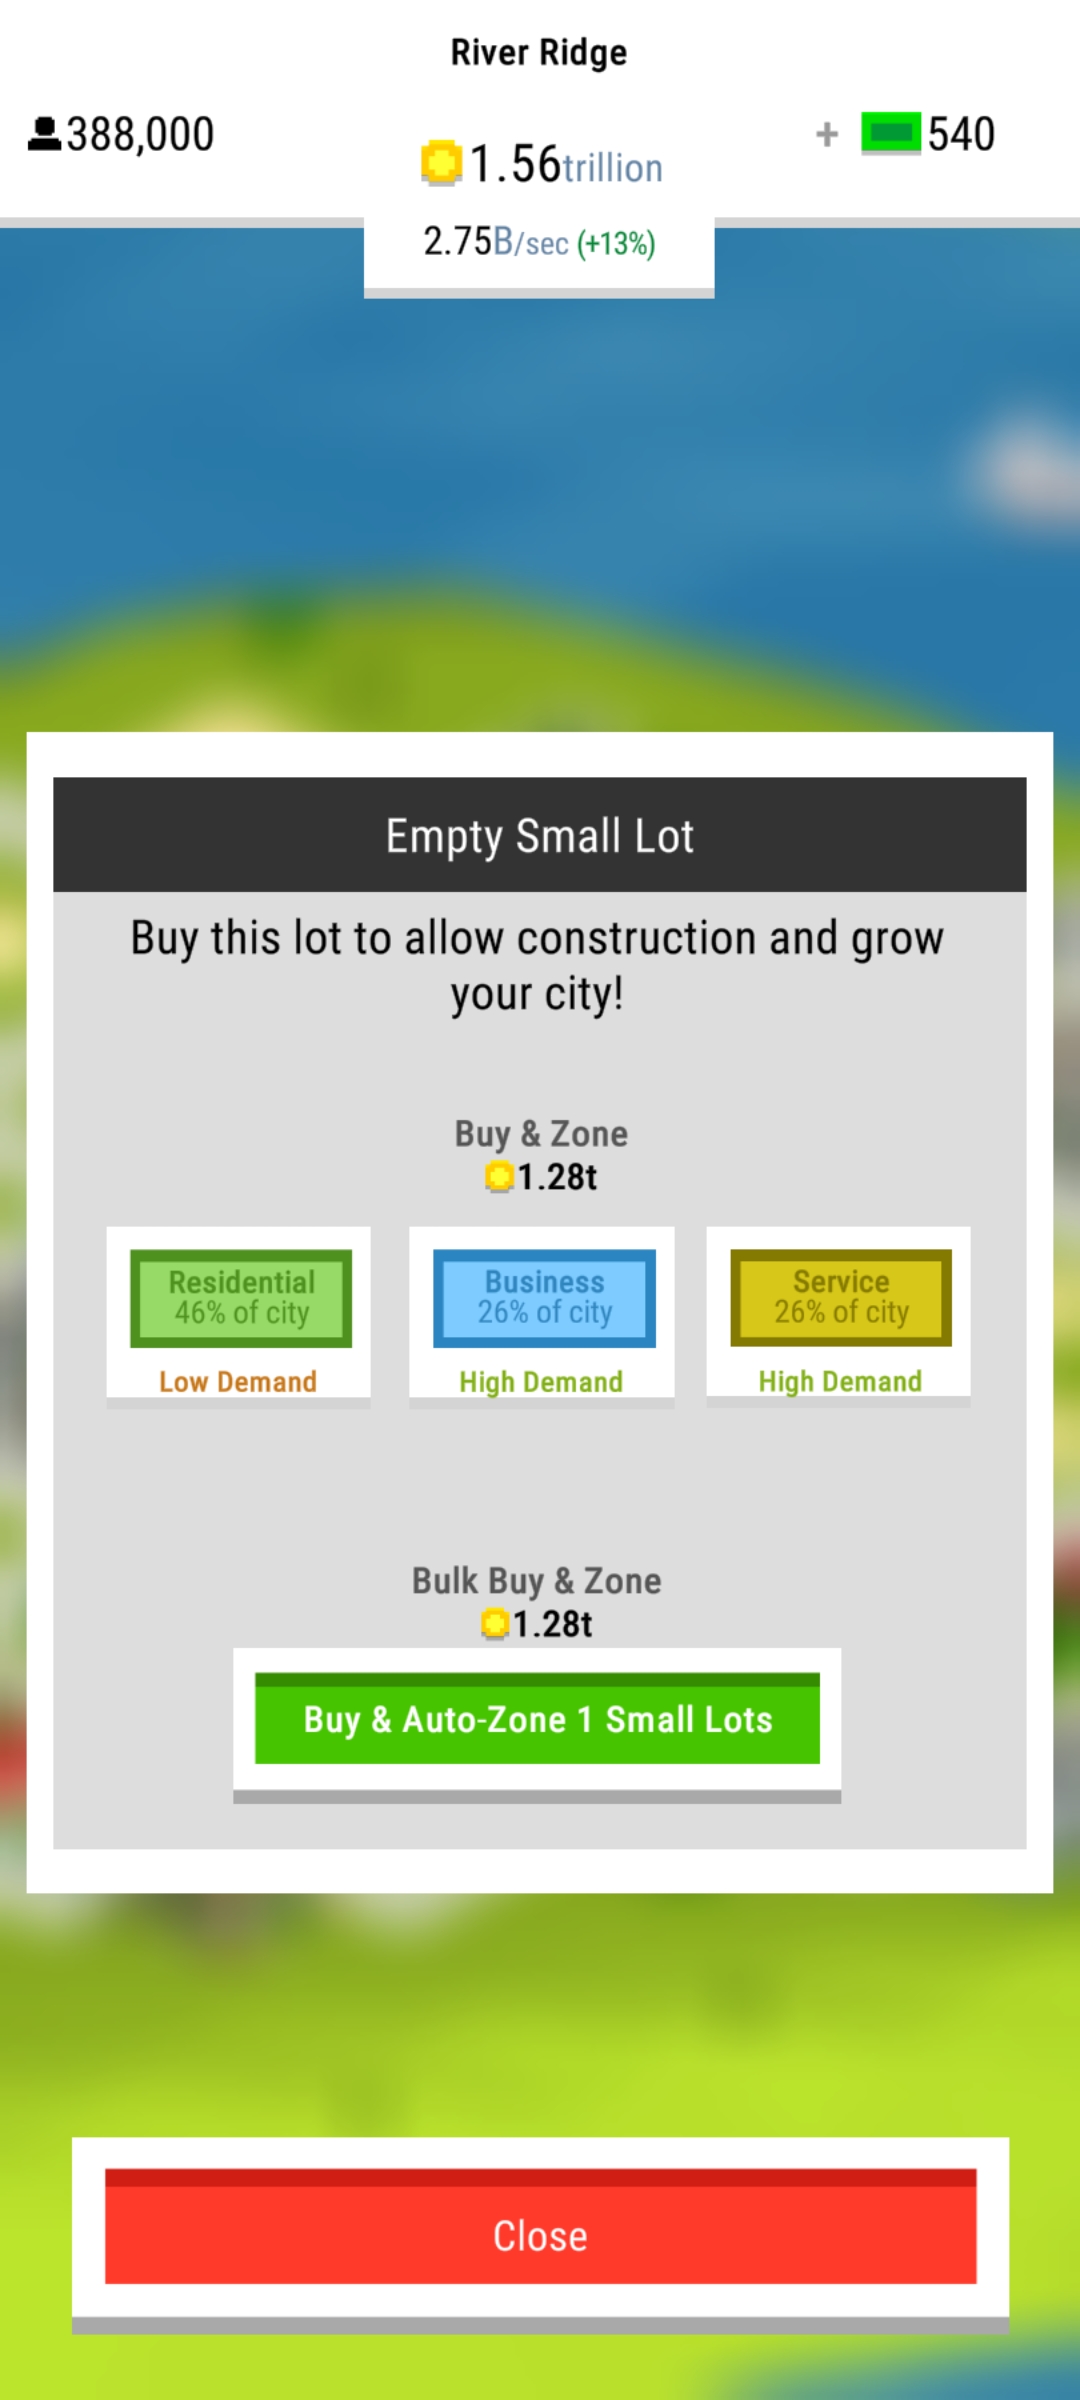 River Ridge
388,000
1.56trillion
+ 540
2.75B/sec (+13%)
Empty Small Lot
Buy this lot to allow construction and grow
your city!
Buy & Zone
1.28t
Residential
46% of city
Low Demand
Business
26% of city
High Demand
Service
26% of city
High Demand
Bulk Buy & Zone
1.28t
Buy & Auto-Zone 1 Small Lots
Close